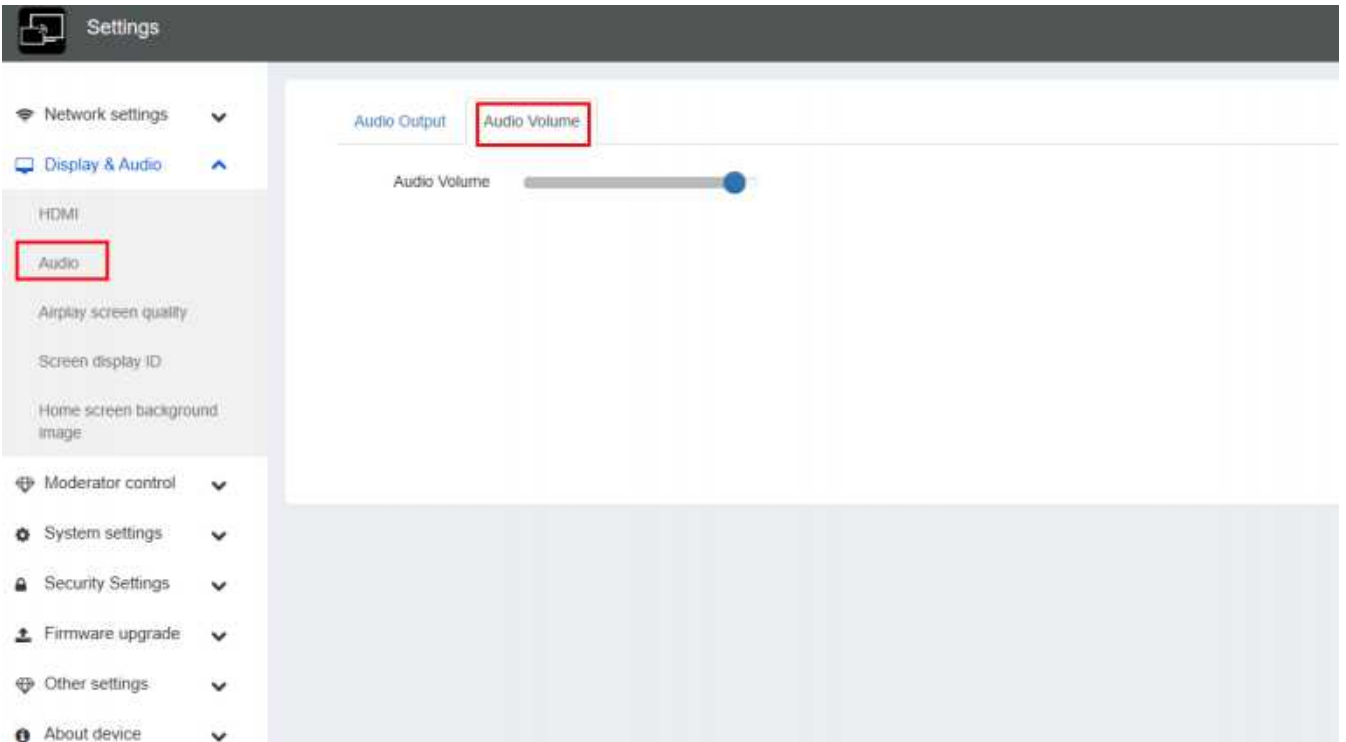 Settings
Network settings
Display & Audio
HDMI
Audio
Airplay screen quality
Screen display ID
Home screen background
image
Moderator control
System settings
Security Settings
Firmware upgrade
Other settings
About device
Audio Output
Audio Volume
Audio Volume